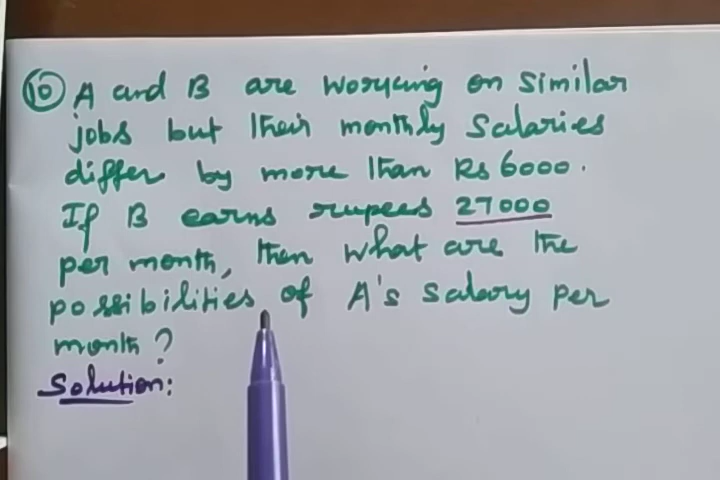 10 A and B are working on similar
jobs but their monthly salaries
differ by more than Rs 6000.
If B earns rupees 27000
per month, then what are the
possibilities of A's salary per
month?
Solution: